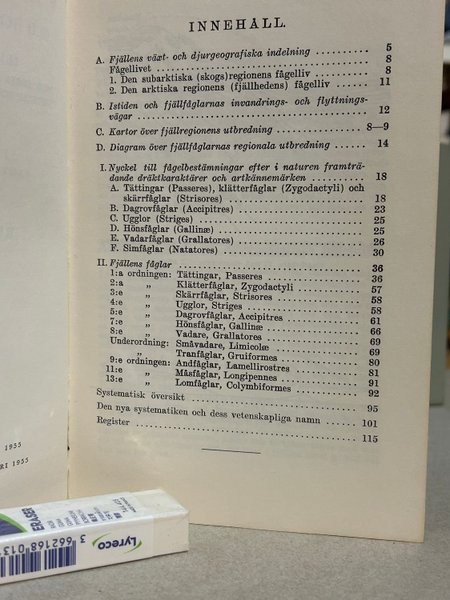 INNEHÅLL.
A. Fjällens växt- och djurgeografiska indelning 5
Fågellivet 8
1. Den subarktiska (skogs)regionens fågelliv 8
2. Den arktiska regionens (fjällhedens) fågelliv 11
B. Istiden och fjällfåglarnas invandrings- och flyttnings-
vägar 12
C. Kartor över fjällregionens utbredning 8—9
D. Diagram över fjällfåglarnas regionala utbredning 14
I. Nyckel till fågelbestämningar efter i naturen framträ-
dande dräktkaraktärer och artkännemärken 18
A. Tättingar (Passeres), klätterfåglar (Zygodactyli) och
skärrfåglar (Strisores) 18
B. Dagrovfåglar (Accipitres) 23
C. Ugglor (Striges) 25
D. Hönsfåglar (Gallinæ) 25
E. Vadarfåglar (Grallatores) 26
F. Simfåglar (Natatores) 30
II. Fjällens fåglar 36
1:a ordningen: Tättingar, Passeres 36
2:a „ Klätterfåglar, Zygodactyli 57
3:e „ Skärrfåglar, Strisores 58
4:e „ Ugglor, Striges 58
5:e „ Dagrovfåglar, Accipitres 61
7:e „ Hönsfåglar, Gallinæ 66
8:e „ Vadare, Grallatores 69
Underordning: Småvadare, Limicolæ 69
„ Tranfåglar, Gruiformes 80
9:e ordningen: Andfåglar, Lamellirostres 81
11:e „ Måsfåglar, Longipennes 91
13:e „ Lomfåglar, Colymbiformes 92
Systematisk översikt 95
Den nya systematiken och dess vetenskapliga namn 101
Register 115
1955
RI 1955
ERASER
Lyreco
3 662168 013